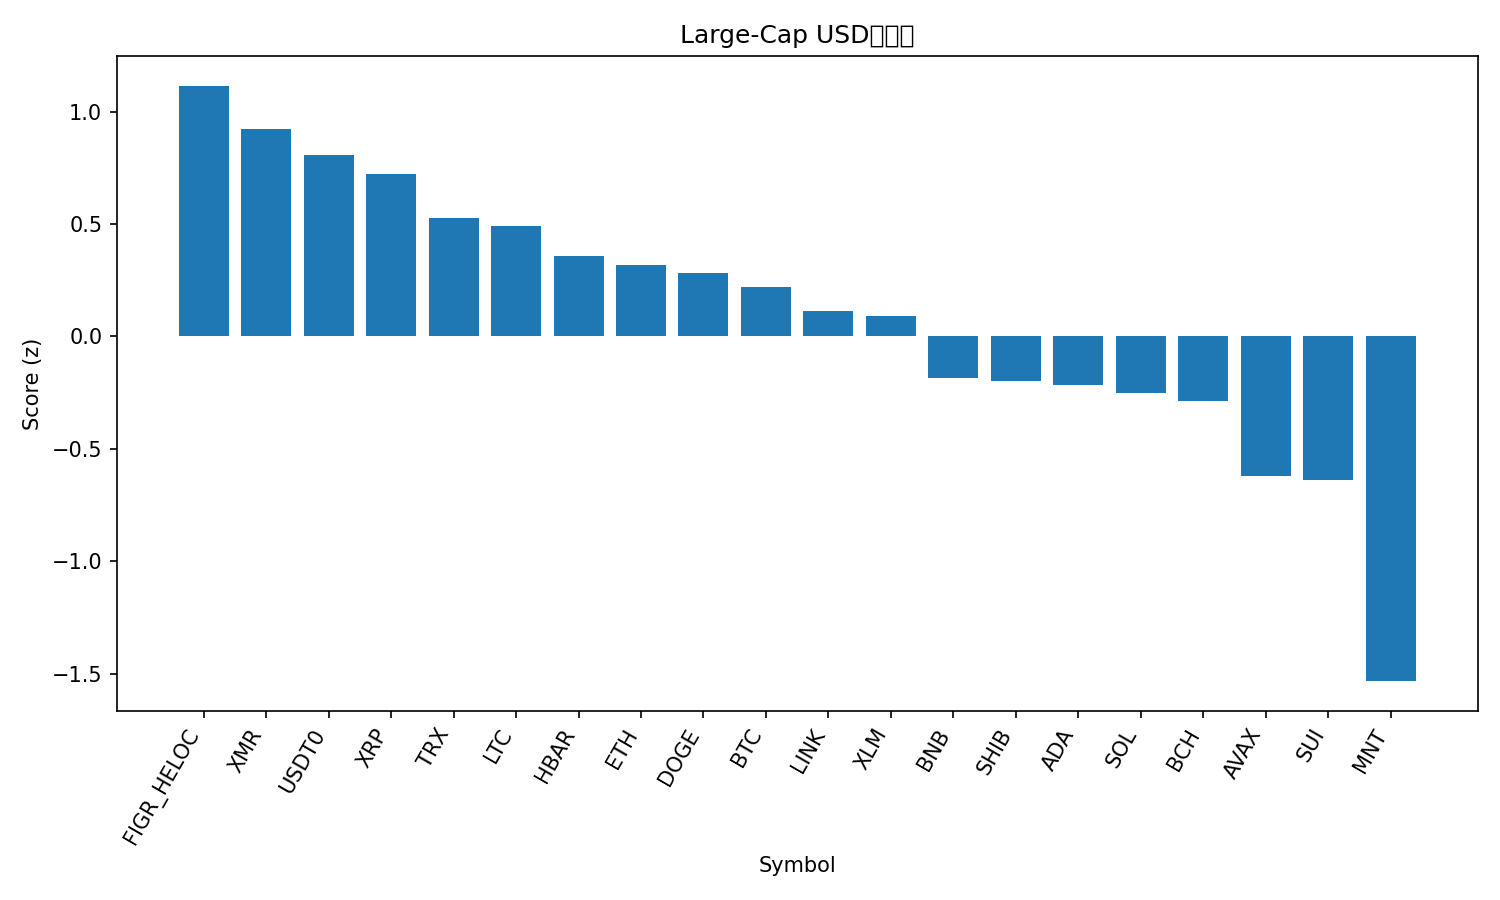 Large-Cap USD
Score (z)
1.0
0.5
0.0
−0.5
−1.0
−1.5
FIGR_HELOC
XMR
USDT0
XRP
TRX
LTC
HBAR
ETH
DOGE
BTC
LINK
XLM
BNB
SHIB
ADA
SOL
BCH
AVAX
SUI
MNT
Symbol